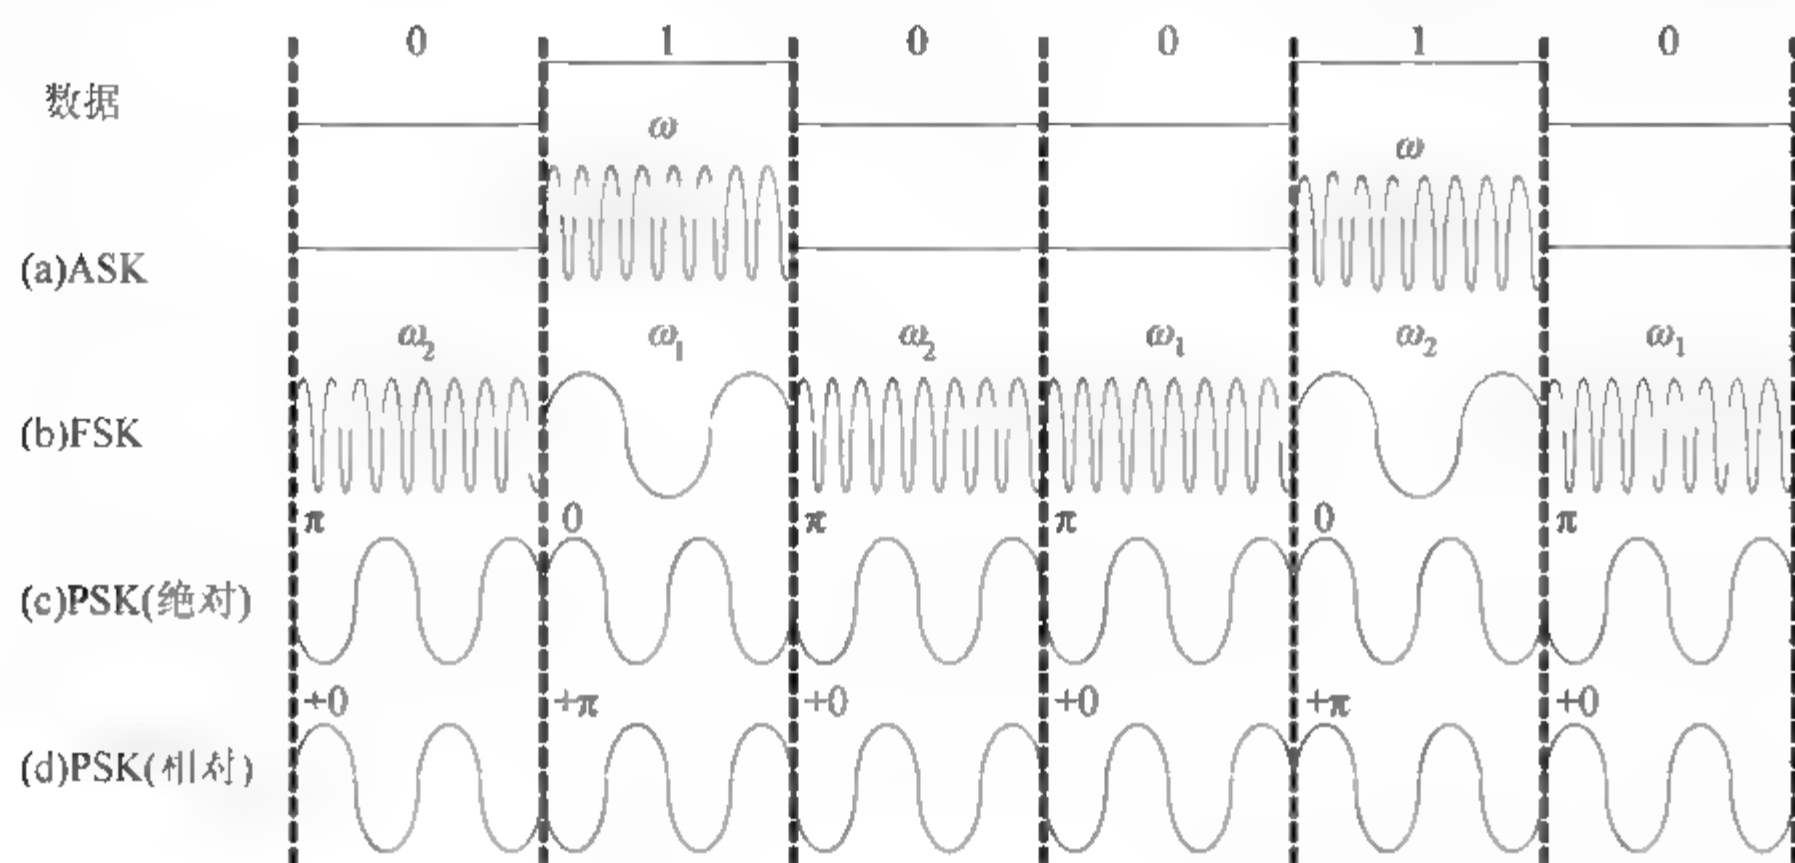 0 1 0 0 1 0
数据
ω ω
(a)ASK
ω₂ ω₁ ω₂ ω₁ ω₂ ω₁
(b)FSK
π 0 π π 0 π
(c)PSK(绝对)
+0 +π +0 +0 +π +0
(d)PSK(相对)